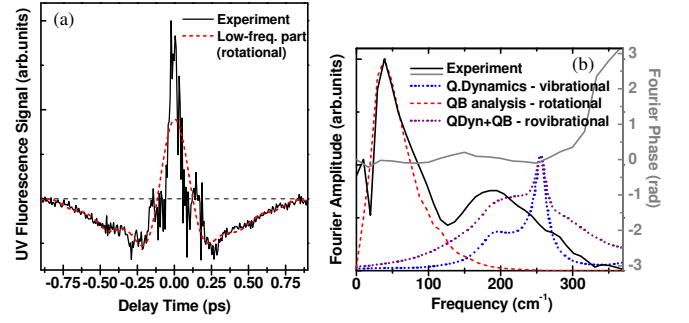 (a)
Experiment
Low-freq. part
(rotational)
UV Fluorescence Signal (arb.units)
-0.75 -0.50 -0.25 0.00 0.25 0.50 0.75
Delay Time (ps)
(b)
Experiment
Q.Dynamics - vibrational
QB analysis - rotational
QDyn+QB - rovibrational
Fourier Amplitude (arb.units)
3
2
1
0
-1
-2
-3
Fourier Phase (rad)
0 100 200 300
Frequency (cm-1)